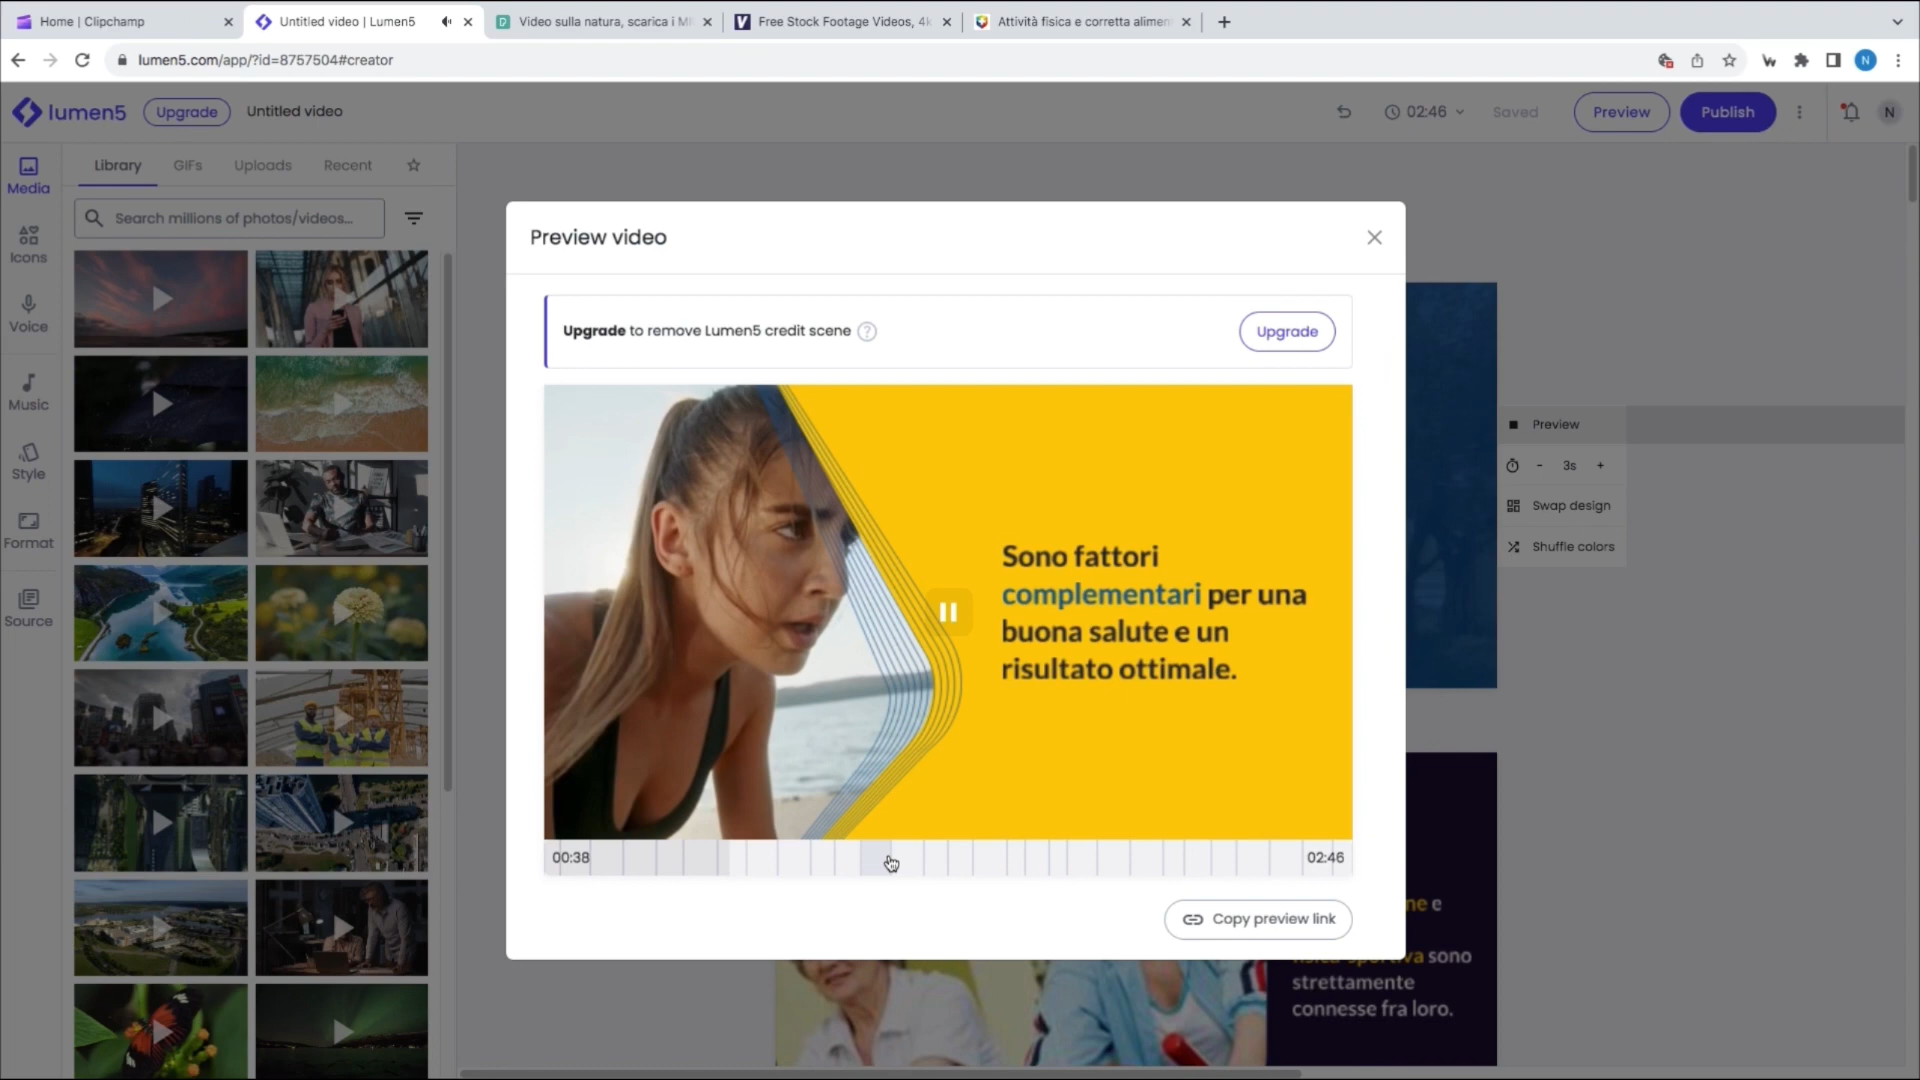 Home | Clipchamp
Untitled video | Lumen5
Video sulla natura, scarica i MI
Free Stock Footage Videos, 4k
Attività fisica e corretta alimen
lumen5.com/app/?id=8757504#creator
N
lumen5
Upgrade
Untitled video
02:46
Saved
Preview
Publish
N
Media
Icons
Voice
Music
Style
Format
Source
Library
GIFs
Uploads
Recent
Search millions of photos/videos...
Preview video
Upgrade to remove Lumen5 credit scene ?
Upgrade
Sono fattori
complementari per una
buona salute e un
risultato ottimale.
00:38
02:46
Copy preview link
Preview
- 3s +
Swap design
Shuffle colors
ne e
sono
strettamente
connesse fra loro.